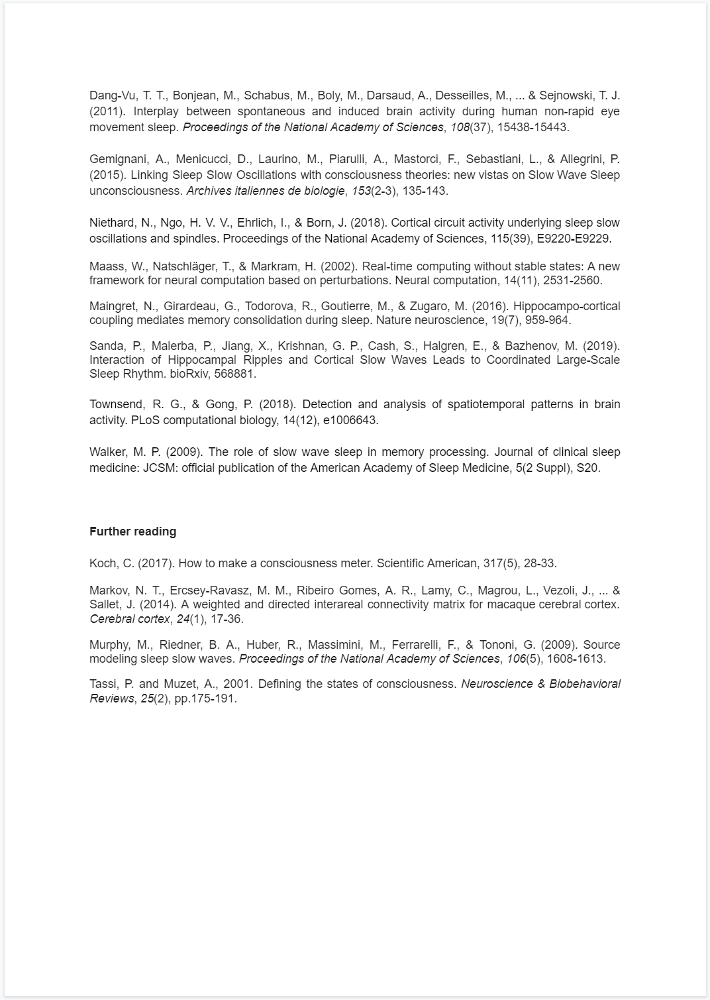 Dang-Vu, T. T., Bonjean, M., Schabus, M., Boly, M., Darsaud, A., Desseilles, M., ... & Sejnowski, T. J.
(2011). Interplay between spontaneous and induced brain activity during human non-rapid eye
movement sleep. Proceedings of the National Academy of Sciences, 108(37), 15438-15443.
Gemignani, A., Menicucci, D., Laurino, M., Piarulli, A., Mastorci, F., Sebastiani, L., & Allegrini, P.
(2015). Linking Sleep Slow Oscillations with consciousness theories: new vistas on Slow Wave Sleep
unconsciousness. Archives italiennes de biologie, 153(2-3), 135-143.
Niethard, N., Ngo, H. V. V., Ehrlich, I., & Born, J. (2018). Cortical circuit activity underlying sleep slow
oscillations and spindles. Proceedings of the National Academy of Sciences, 115(39), E9220-E9229.
Maass, W., Natschläger, T., & Markram, H. (2002). Real-time computing without stable states: A new
framework for neural computation based on perturbations. Neural computation, 14(11), 2531-2560.
Maingret, N., Girardeau, G., Todorova, R., Goutierre, M., & Zugaro, M. (2016). Hippocampo-cortical
coupling mediates memory consolidation during sleep. Nature neuroscience, 19(7), 959-964.
Sanda, P., Malerba, P., Jiang, X., Krishnan, G. P., Cash, S., Halgren, E., & Bazhenov, M. (2019).
Interaction of Hippocampal Ripples and Cortical Slow Waves Leads to Coordinated Large-Scale
Sleep Rhythm. bioRxiv, 568881.
Townsend, R. G., & Gong, P. (2018). Detection and analysis of spatiotemporal patterns in brain
activity. PLoS computational biology, 14(12), e1006643.
Walker, M. P. (2009). The role of slow wave sleep in memory processing. Journal of clinical sleep
medicine: JCSM: official publication of the American Academy of Sleep Medicine, 5(2 Suppl), S20.
Further reading
Koch, C. (2017). How to make a consciousness meter. Scientific American, 317(5), 28-33.
Markov, N. T., Ercsey-Ravasz, M. M., Ribeiro Gomes, A. R., Lamy, C., Magrou, L., Vezoli, J., ... &
Sallet, J. (2014). A weighted and directed interareal connectivity matrix for macaque cerebral cortex.
Cerebral cortex, 24(1), 17-36.
Murphy, M., Riedner, B. A., Huber, R., Massimini, M., Ferrarelli, F., & Tononi, G. (2009). Source
modeling sleep slow waves. Proceedings of the National Academy of Sciences, 106(5), 1608-1613.
Tassi, P. and Muzet, A., 2001. Defining the states of consciousness. Neuroscience & Biobehavioral
Reviews, 25(2), pp.175-191.